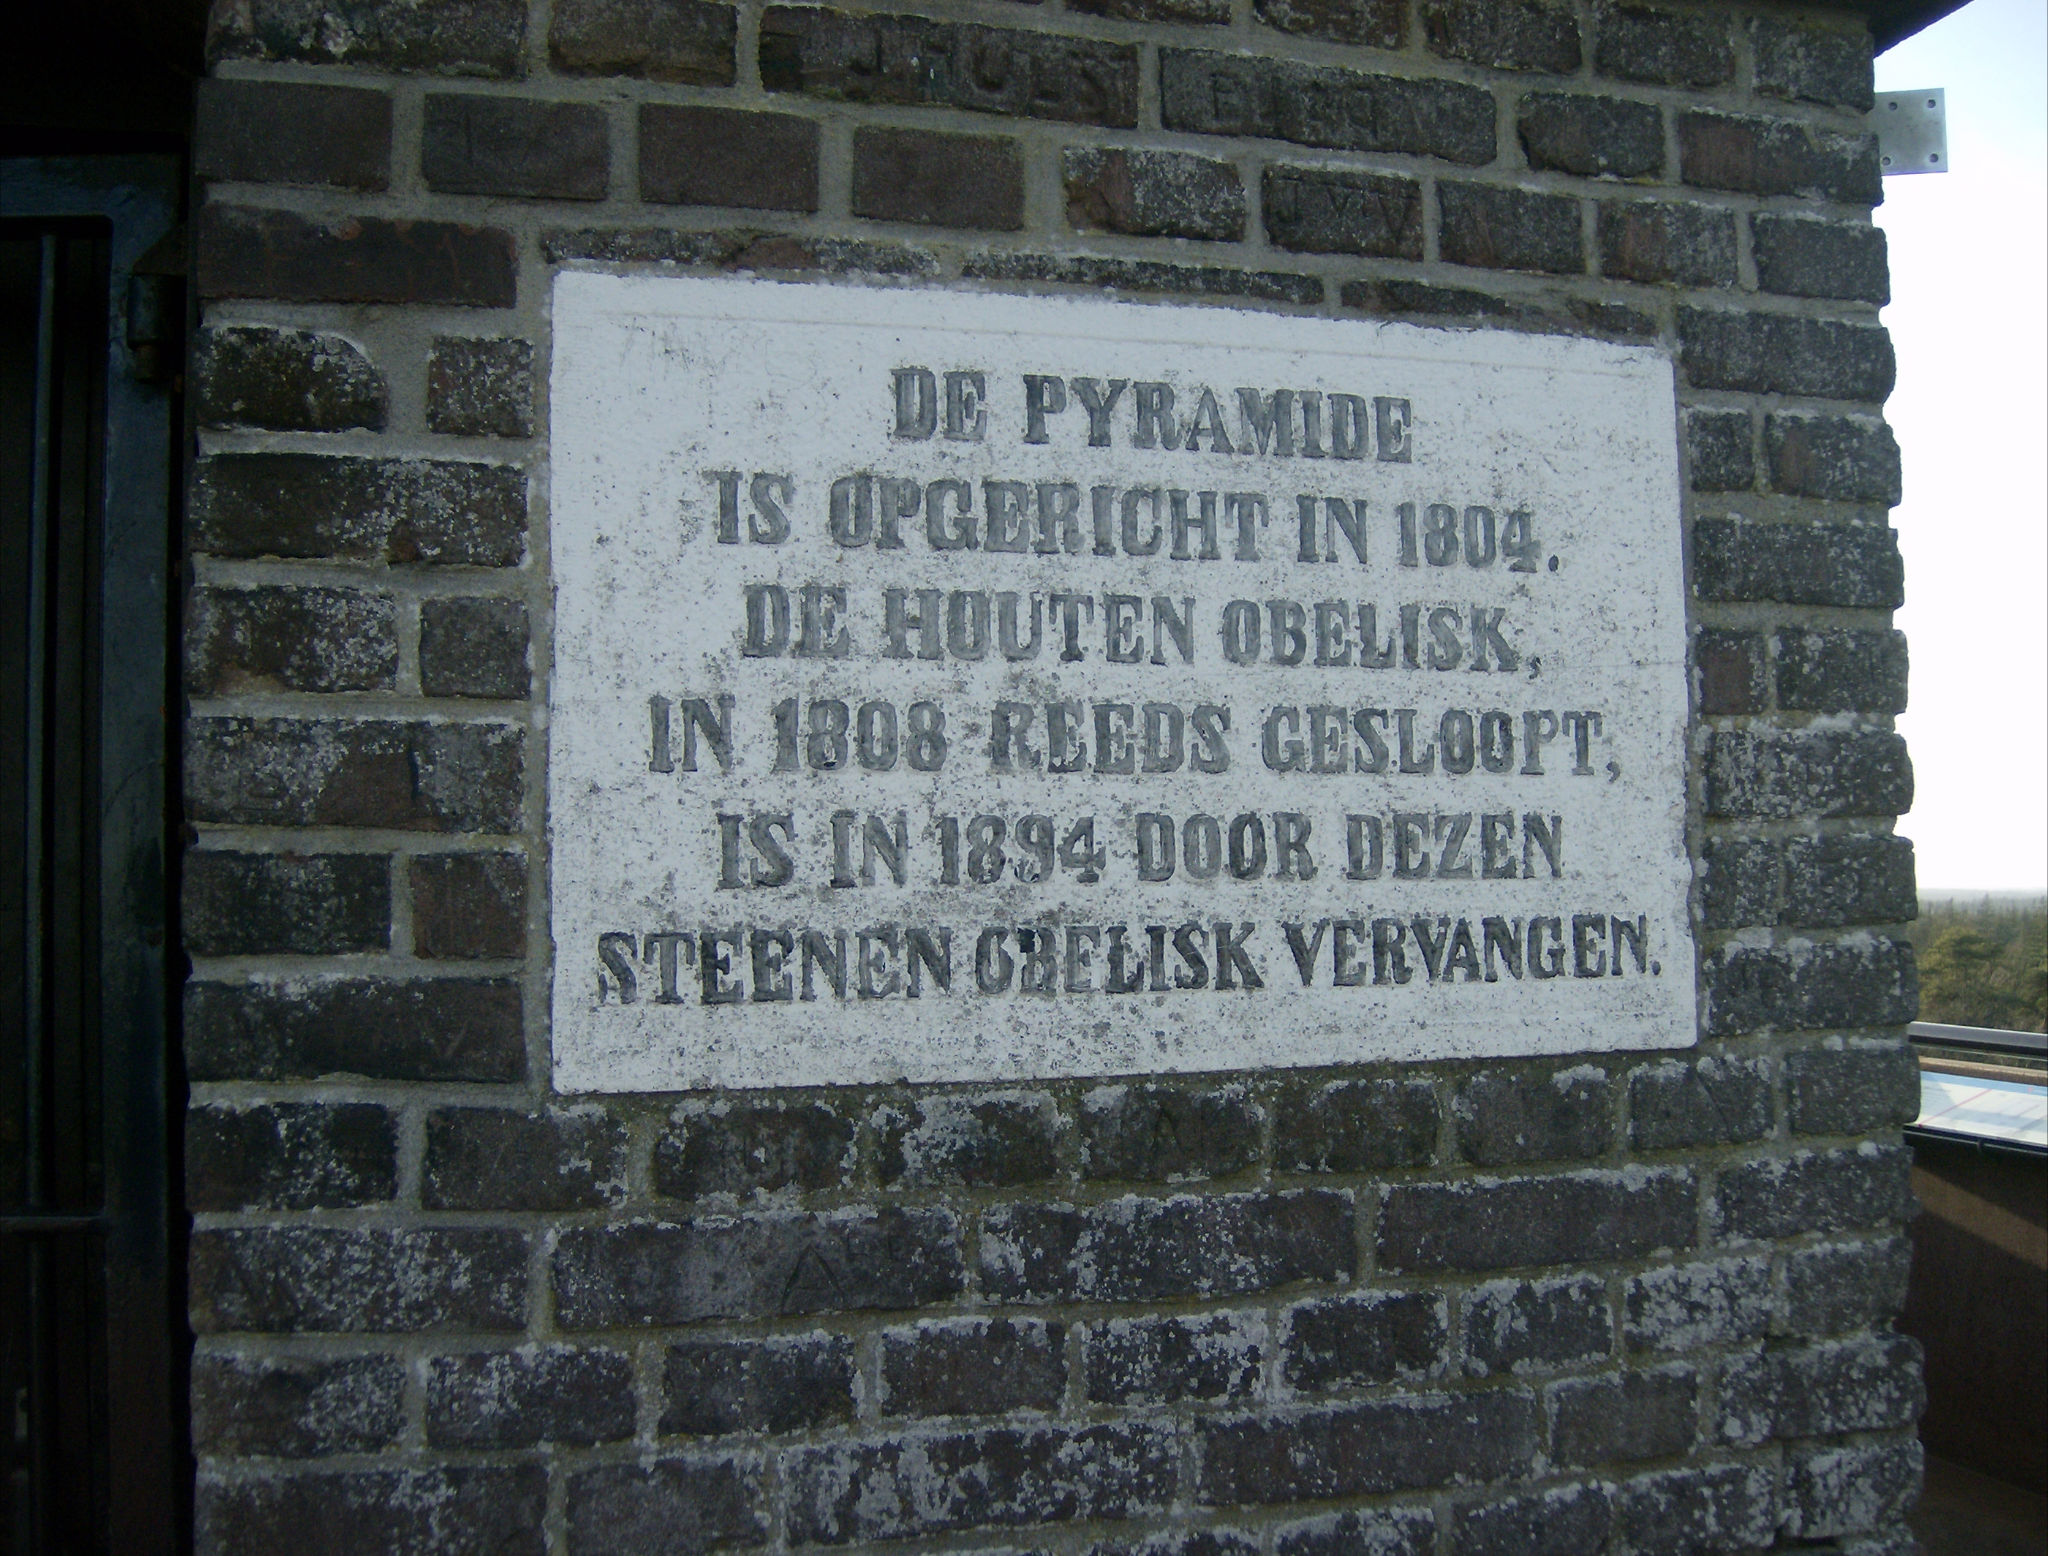 DE PYRAMIDE
IS OPGERICHT IN 1804.
DE HOUTEN OBELISK,
IN 1808 REEDS GESLOOPT,
IS IN 1894 DOOR DEZEN
STEENEN OBELISK VERVANGEN.